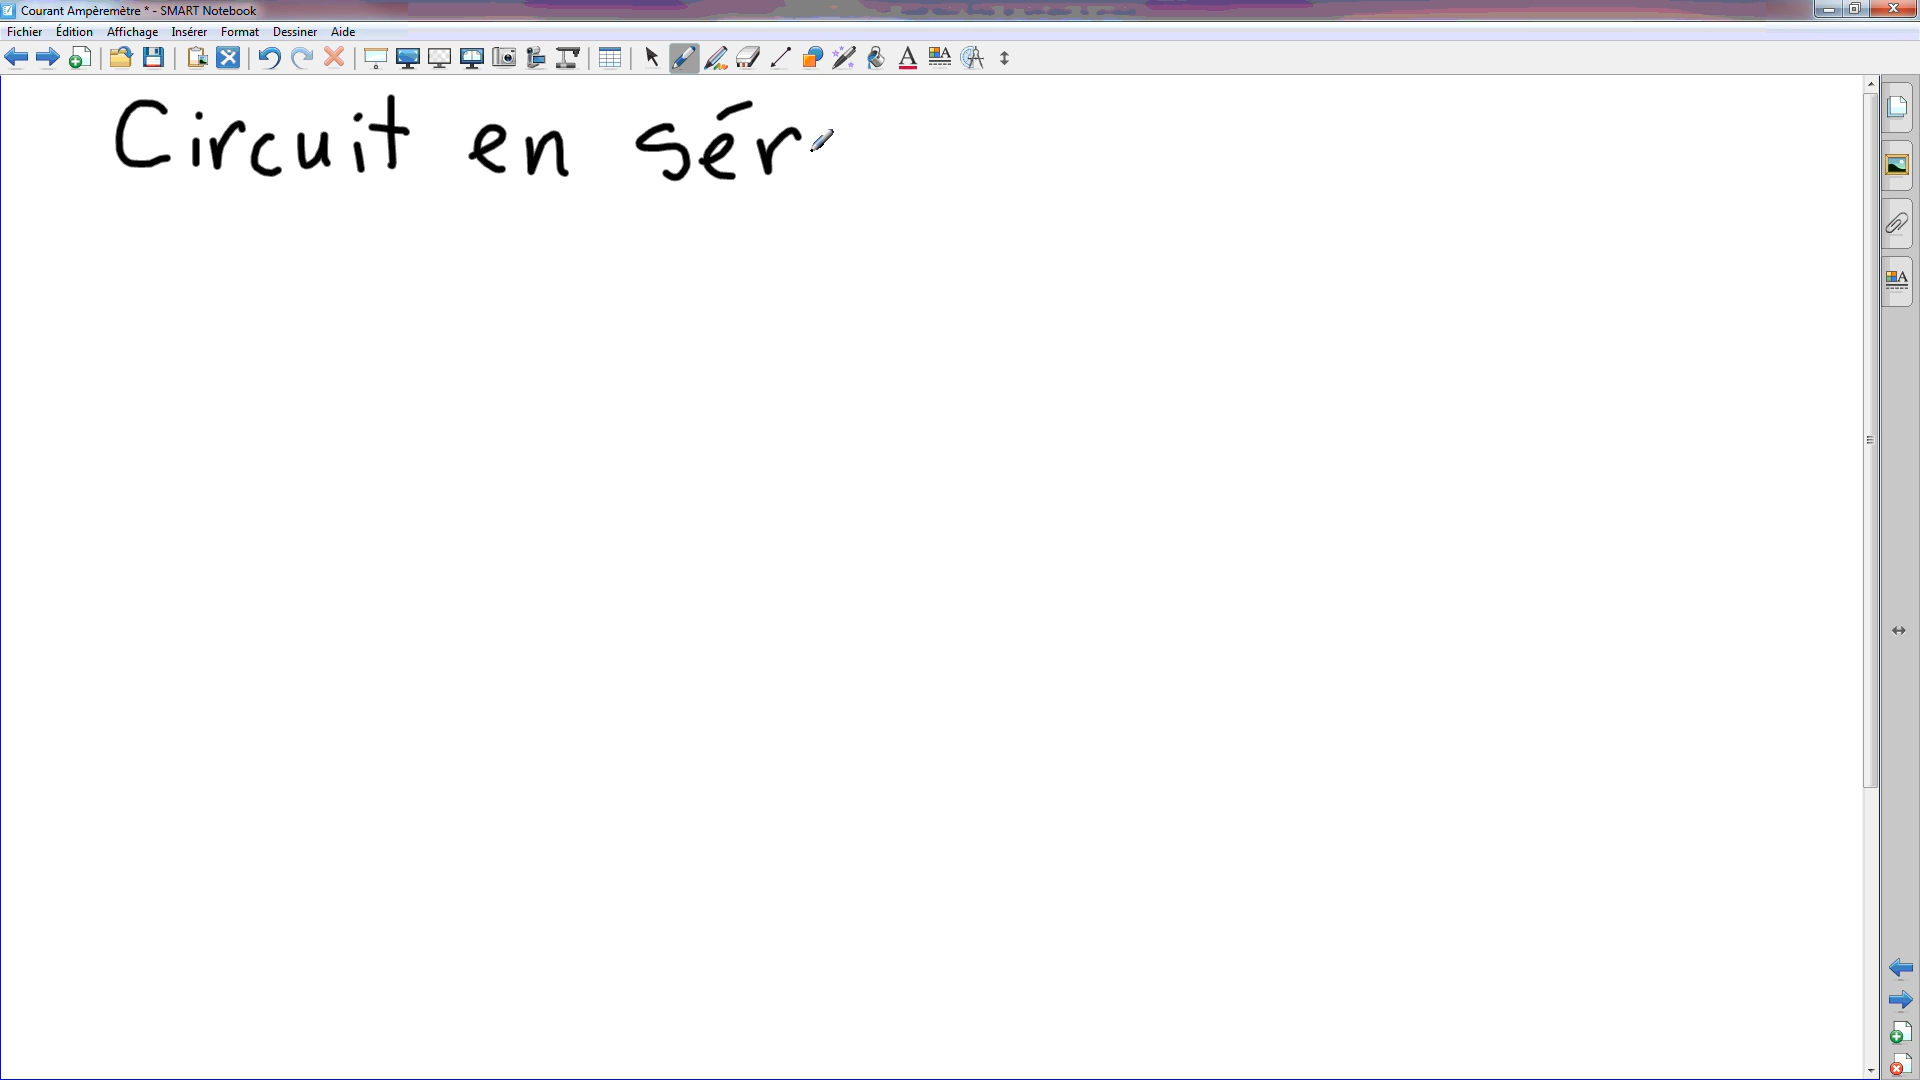 Courant Ampèremètre * - SMART Notebook
Fichier Édition Affichage Insérer Format Dessiner Aide
Circuit en sér